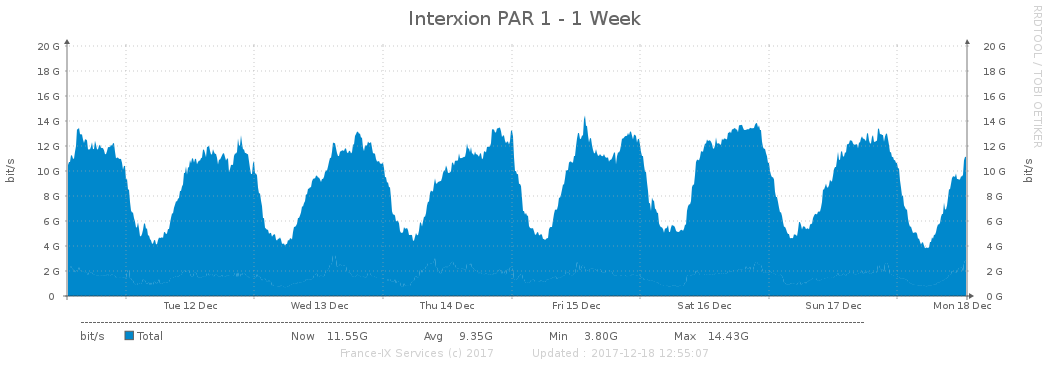 Interxion PAR 1 - 1 Week
RRDTOOL / TOBI OETIKER
bit/s
20 G
18 G
16 G
14 G
12 G
10 G
8 G
6 G
4 G
2 G
0
20 G
18 G
16 G
14 G
12 G
10 G
8 G
6 G
4 G
2 G
0 G
bit/s
Tue 12 Dec Wed 13 Dec Thu 14 Dec Fri 15 Dec Sat 16 Dec Sun 17 Dec Mon 18 Dec
bit/s Total Now 11.55G Avg 9.35G Min 3.80G Max 14.43G
France-IX Services (c) 2017 Updated : 2017-12-18 12:55:07